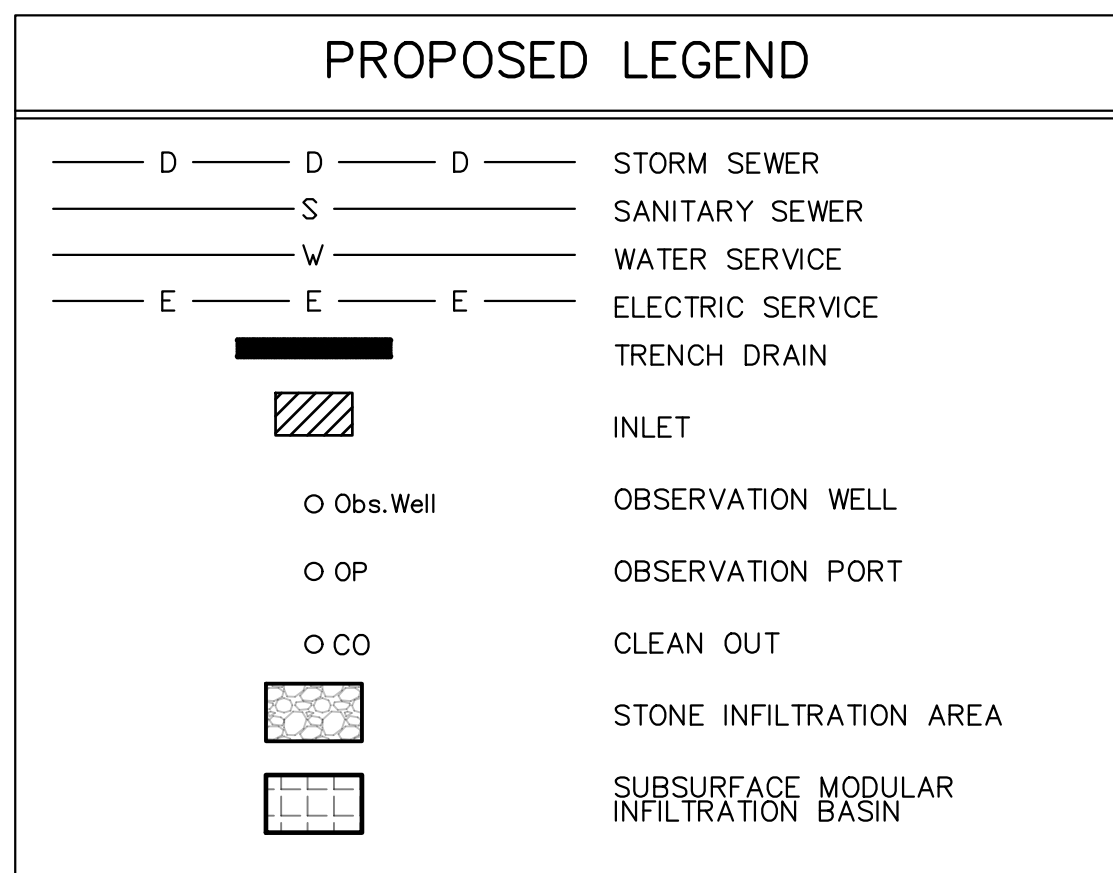 PROPOSED LEGEND
D D D STORM SEWER
S SANITARY SEWER
W WATER SERVICE
E E E ELECTRIC SERVICE
TRENCH DRAIN
INLET
Obs.Well OBSERVATION WELL
OP OBSERVATION PORT
CO CLEAN OUT
STONE INFILTRATION AREA
SUBSURFACE MODULAR
INFILTRATION BASIN